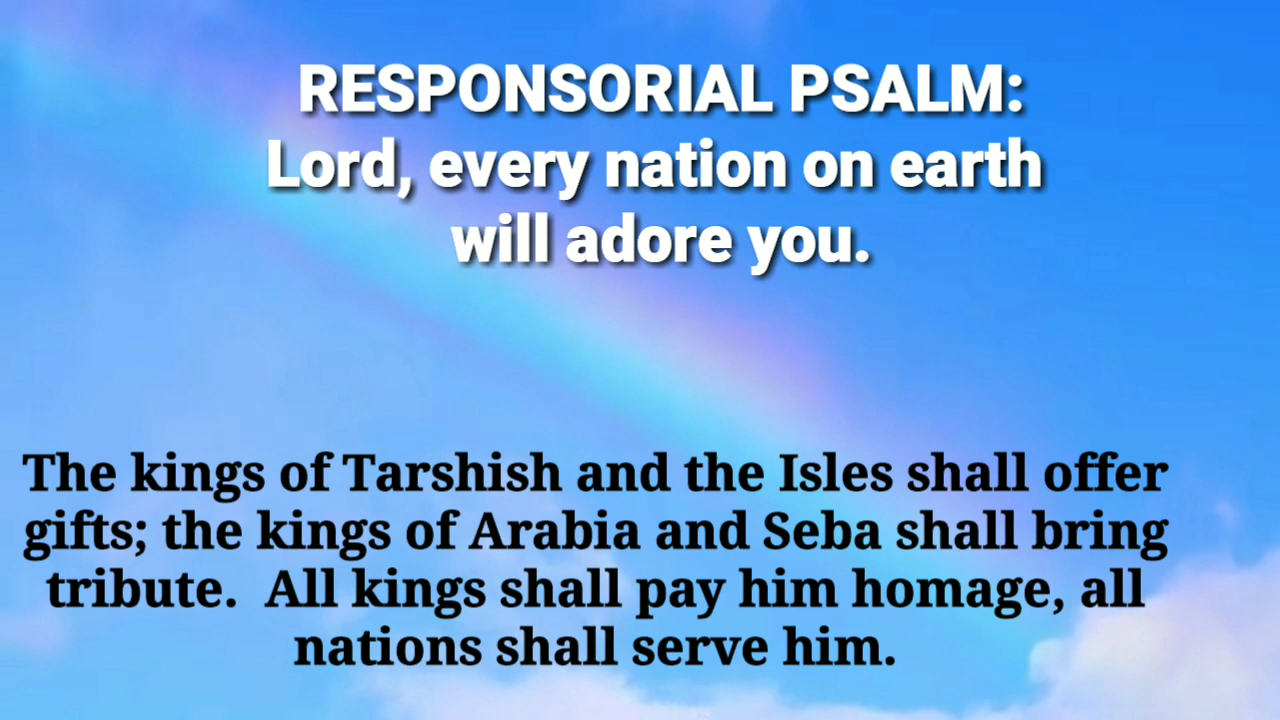 RESPONSORIAL PSALM:
Lord, every nation on earth
will adore you.
The kings of Tarshish and the Isles shall offer
gifts; the kings of Arabia and Seba shall bring
tribute.  All kings shall pay him homage, all
nations shall serve him.